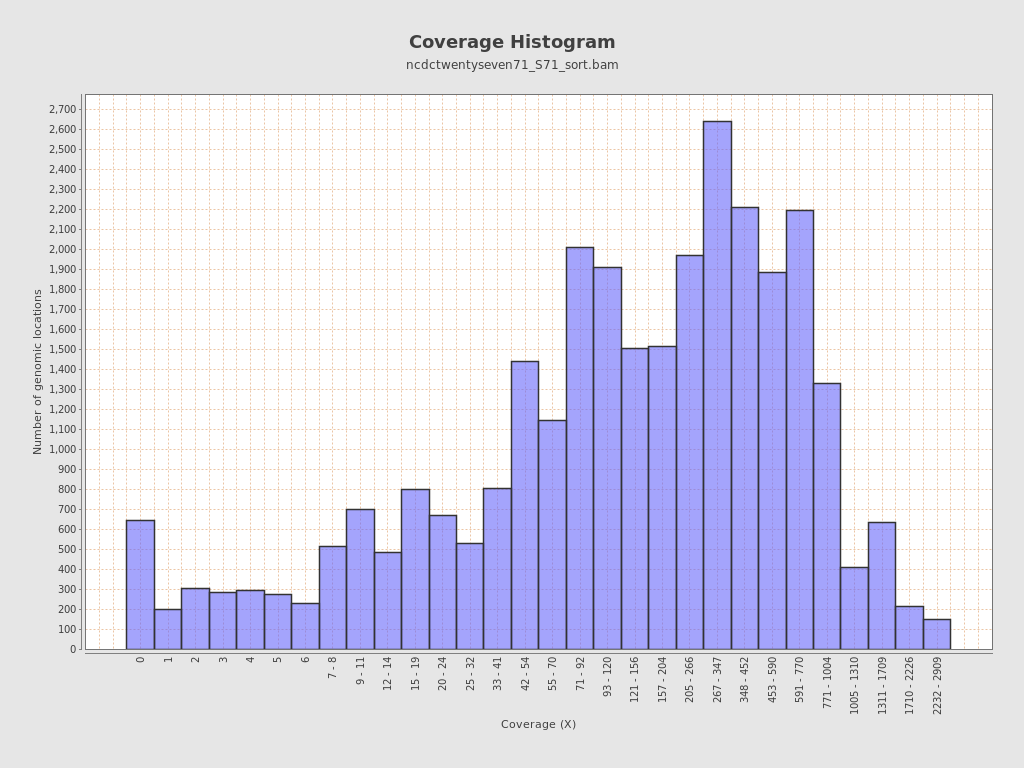 Coverage Histogram
ncdctwentyseven71_S71_sort.bam
Number of genomic locations
2,700
2,600
2,500
2,400
2,300
2,200
2,100
2,000
1,900
1,800
1,700
1,600
1,500
1,400
1,300
1,200
1,100
1,000
900
800
700
600
500
400
300
200
100
0
0
1
2
3
4
5
6
7 - 8
9 - 11
12 - 14
15 - 19
20 - 24
25 - 32
33 - 41
42 - 54
55 - 70
71 - 92
93 - 120
121 - 156
157 - 204
205 - 266
267 - 347
348 - 452
453 - 590
591 - 770
771 - 1004
1005 - 1310
1311 - 1709
1710 - 2226
2232 - 2909
Coverage (X)